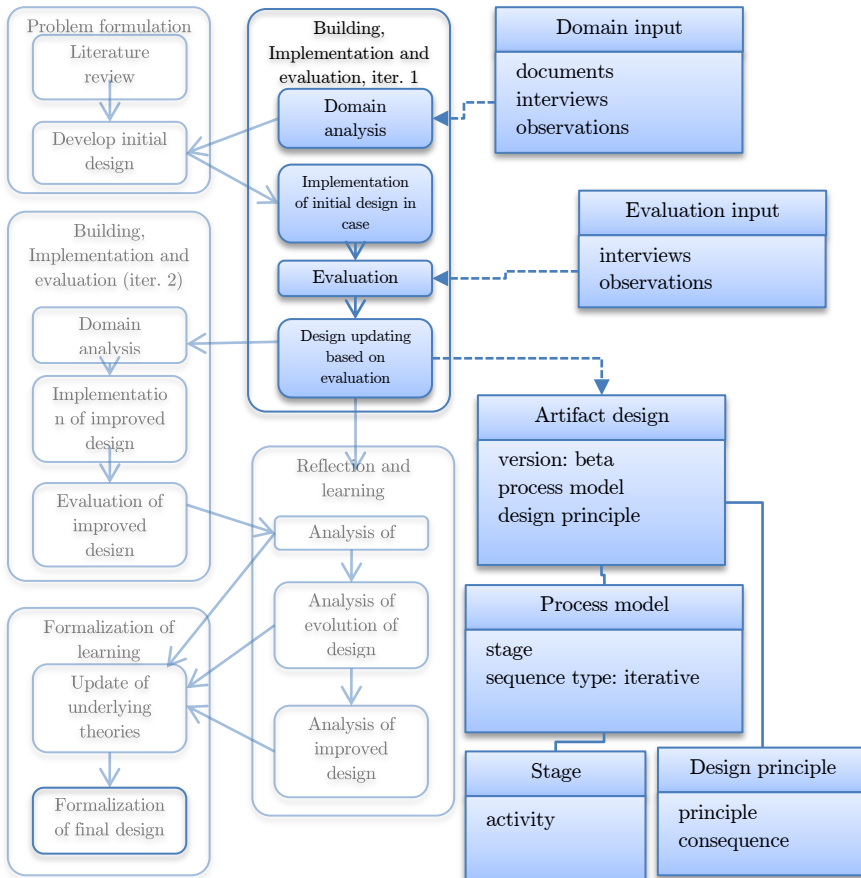 Problem formulation
Literature
review
Develop initial
design
Building,
Implementation and
evaluation, iter. 1
Domain
analysis
Implementation
of initial design in
case
Evaluation
Design updating
based on
evaluation
Domain input
documents
interviews
observations
Evaluation input
interviews
observations
Building,
Implementation and
evaluation (iter. 2)
Domain
analysis
Implementatio
n of improved
design
Evaluation of
improved
design
Reflection and
learning
Analysis of
Analysis of
evolution of
design
Analysis of
improved
design
Formalization of
learning
Update of
underlying
theories
Formalization
of final design
Artifact design
version: beta
process model
design principle
Process model
stage
sequence type: iterative
Stage
activity
Design principle
principle
consequence